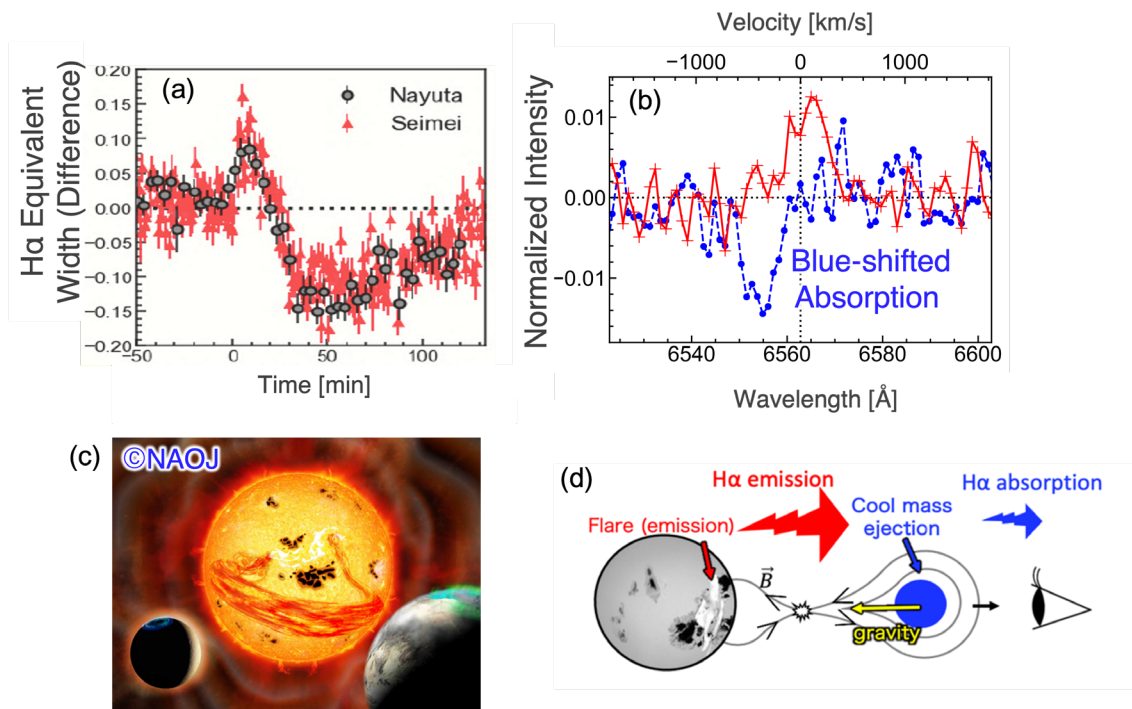 (a)
Nayuta
Seimei
Hα Equivalent
Width (Difference)
0.20
0.15
0.10
0.05
0.00
−0.05
−0.10
−0.15
−0.20
−50
0
50
100
Time [min]
Velocity [km/s]
−1000
0
1000
(b)
Normalized Intensity
0.01
0.00
−0.01
Blue-shifted
Absorption
6540
6560
6580
6600
Wavelength [Å]
(c)
©NAOJ
(d)
Hα emission
Hα absorption
Flare (emission)
Cool mass
ejection
B
gravity